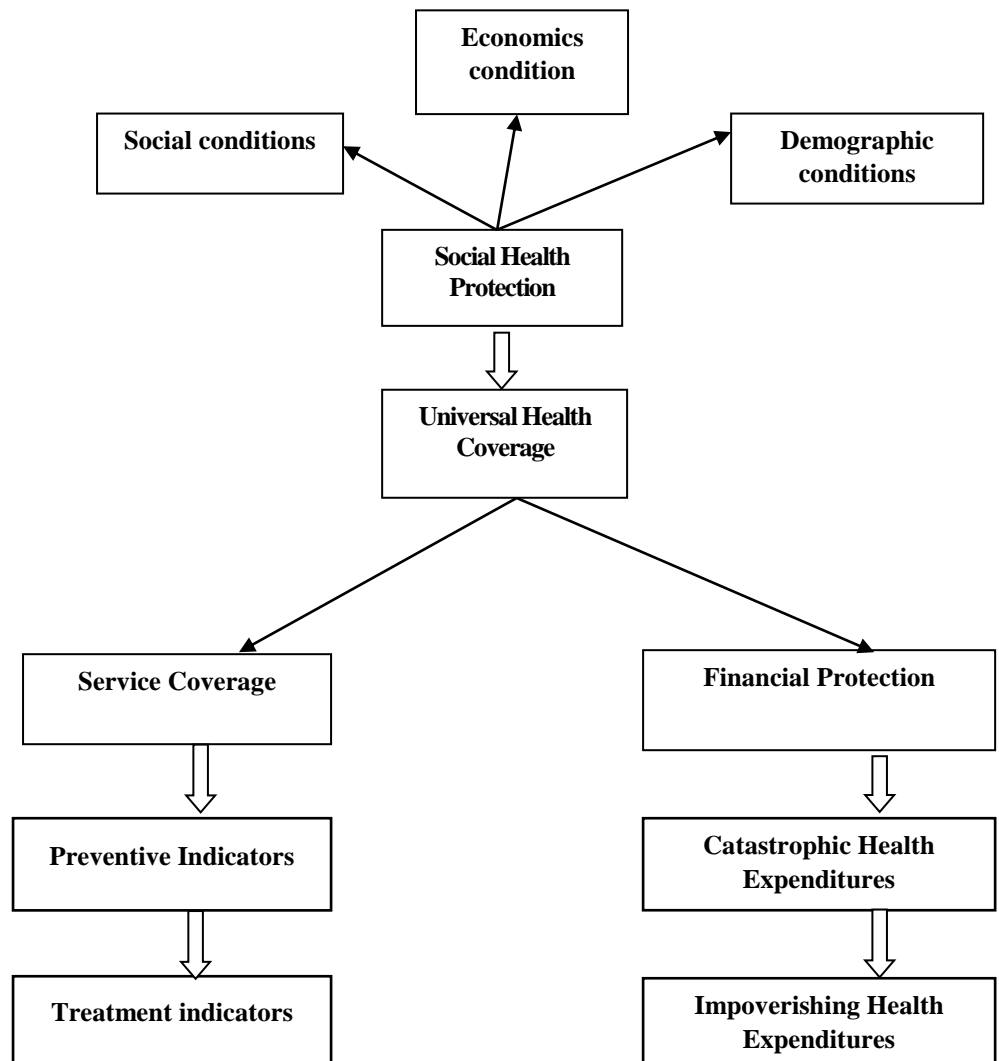 Economics
condition
Social conditions
Demographic
conditions
Social Health
Protection
Universal Health
Coverage
Service Coverage
Financial Protection
Preventive Indicators
Catastrophic Health
Expenditures
Treatment indicators
Impoverishing Health
Expenditures